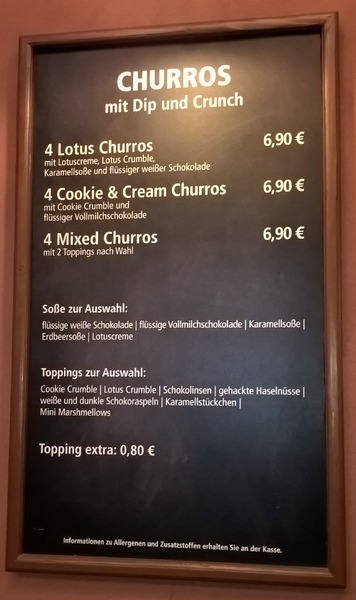 CHURROS
mit Dip und Crunch
4 Lotus Churros 6,90 €
mit Lotuscreme, Lotus Crumble,
Karamellsoße und flüssiger weißer Schokolade
4 Cookie & Cream Churros 6,90 €
mit Cookie Crumble und
flüssiger Vollmilchschokolade
4 Mixed Churros 6,90 €
mit 2 Toppings nach Wahl
Soße zur Auswahl:
flüssige weiße Schokolade | flüssige Vollmilchschokolade | Karamellsoße |
Erdbeersoße | Lotuscreme
Toppings zur Auswahl:
Cookie Crumble | Lotus Crumble | Schokolinsen | gehackte Haselnüsse |
weiße und dunkle Schokoraspeln | Karamellstückchen |
Mini Marshmellows
Topping extra: 0,80 €
Informationen zu Allergenen und Zusatzstoffen erhalten Sie an der Kasse.